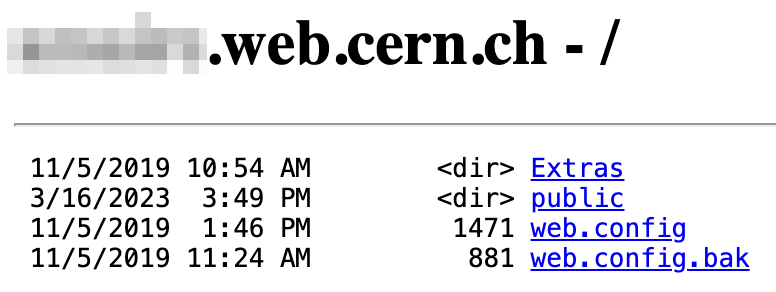 .web.cern.ch - /
11/5/2019 10:54 AM <dir> Extras
3/16/2023 3:49 PM <dir> public
11/5/2019 1:46 PM 1471 web.config
11/5/2019 11:24 AM 881 web.config.bak